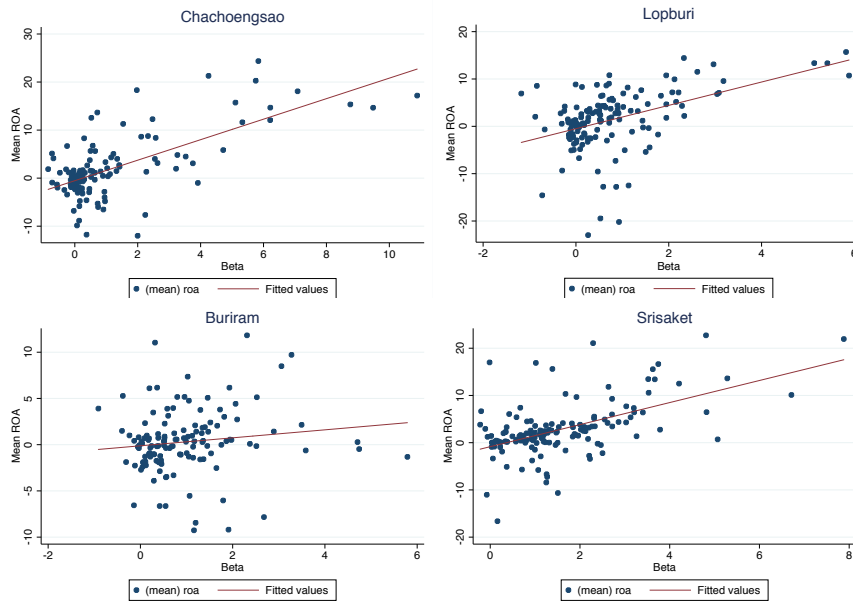 Chachoengsao
Mean ROA
30
20
10
0
-10
0
2
4
6
8
10
Beta
(mean) roa
Fitted values
Lopburi
Mean ROA
20
10
0
-10
-20
-2
0
2
4
6
Beta
(mean) roa
Fitted values
Buriram
Mean ROA
10
5
0
-5
-10
-2
0
2
4
6
Beta
(mean) roa
Fitted values
Srisaket
Mean ROA
20
10
0
-10
-20
0
2
4
6
8
Beta
(mean) roa
Fitted values